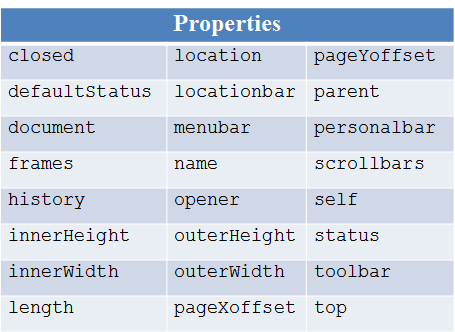 Properties
closed location pageYoffset
defaultStatus locationbar parent
document menubar personalbar
frames name scrollbars
history opener self
innerHeight outerHeight status
innerWidth outerWidth toolbar
length pageXoffset top